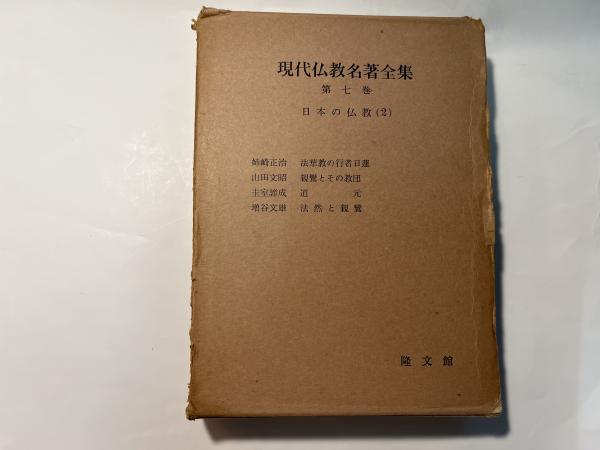 現代仏教名著全集
第七巻
日本の仏教(2)
姉崎正治 法華教の行者日蓮
山田文昭 親鸞とその教団
圭室諦成 道元
増谷文雄 法然と親鸞
隆文館